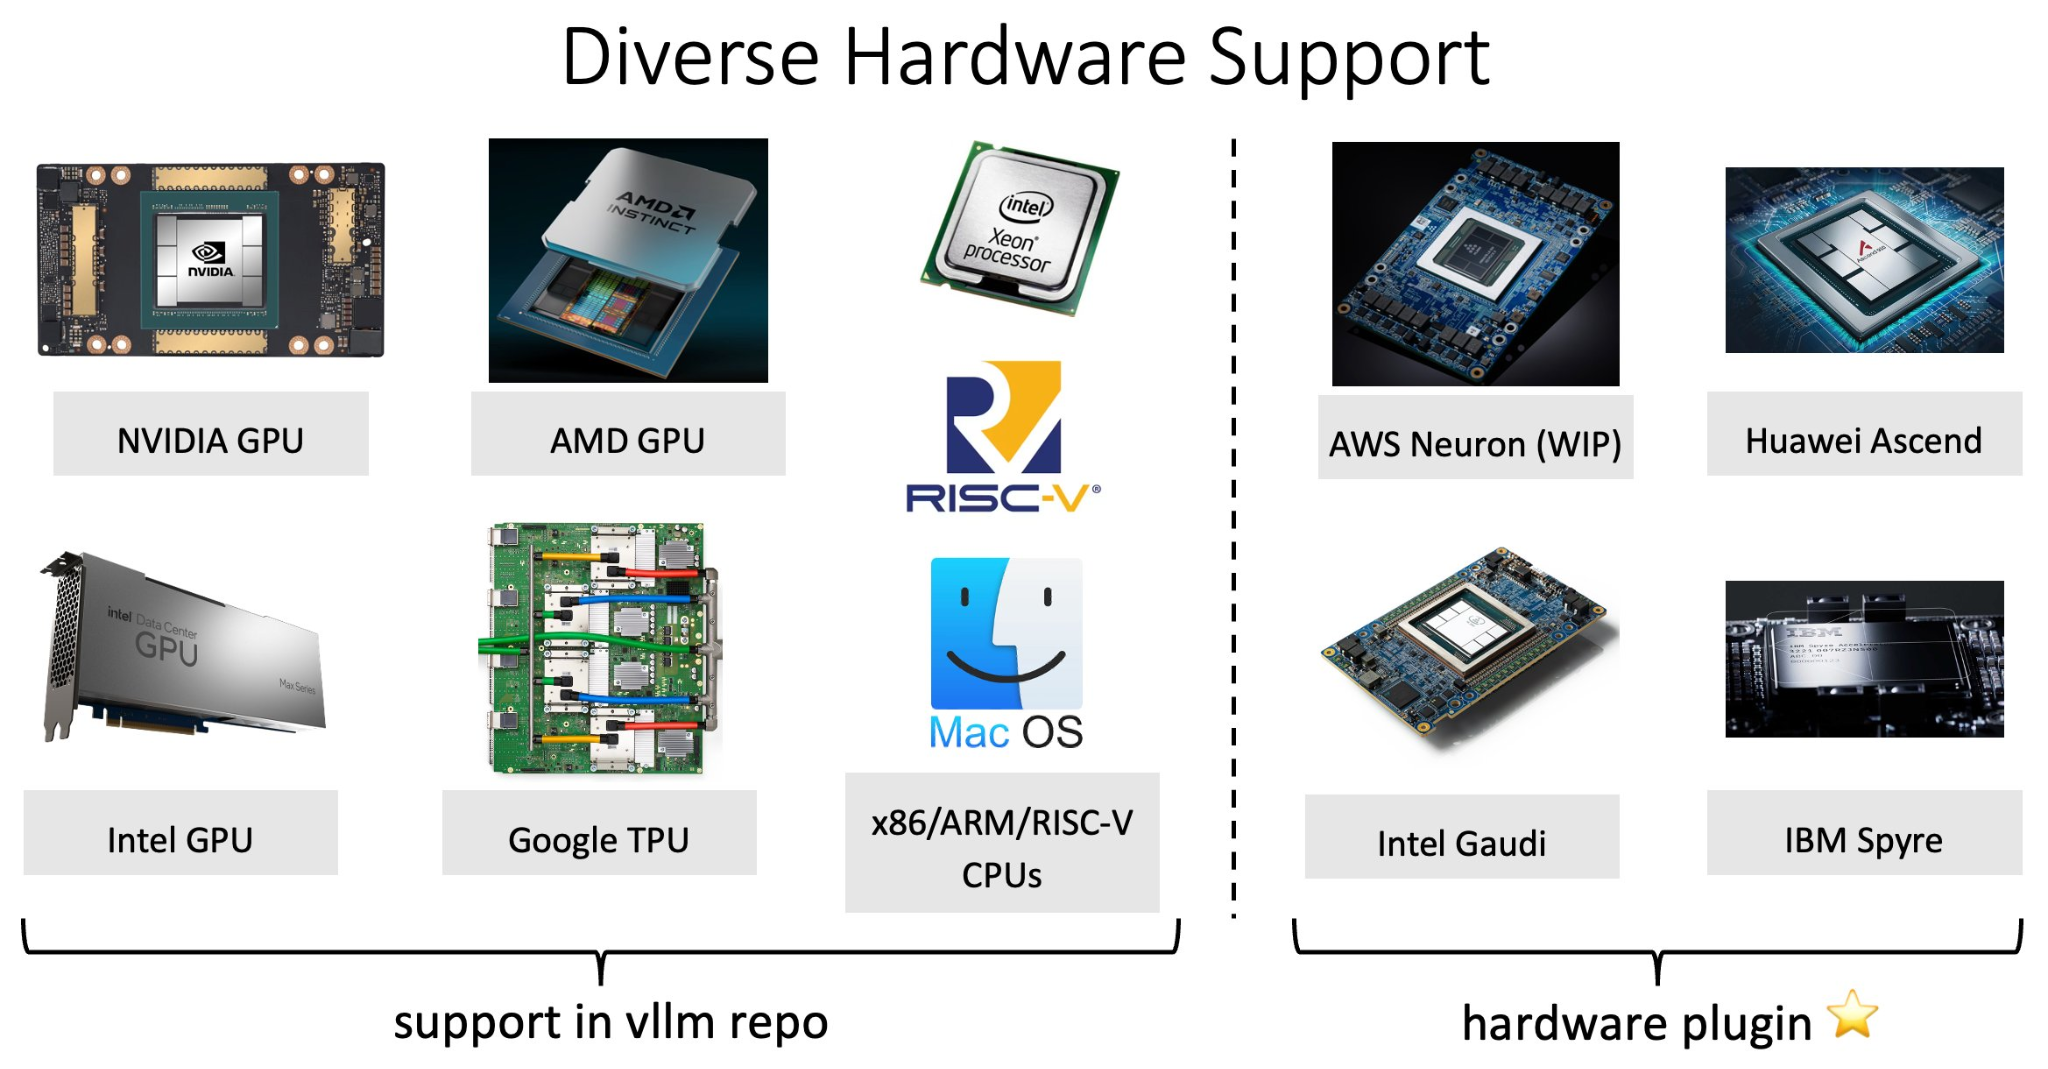 Diverse Hardware Support
NVIDIA
AMD
INSTINCT
intel
Xeon®
processor
Ascend 910
NVIDIA GPU
AMD GPU
RISC-V®
AWS Neuron (WIP)
Huawei Ascend
intel Data Center
GPU
Max Series
Mac OS
IBM
Intel GPU
Google TPU
x86/ARM/RISC-V
CPUs
Intel Gaudi
IBM Spyre
support in vllm repo
hardware plugin